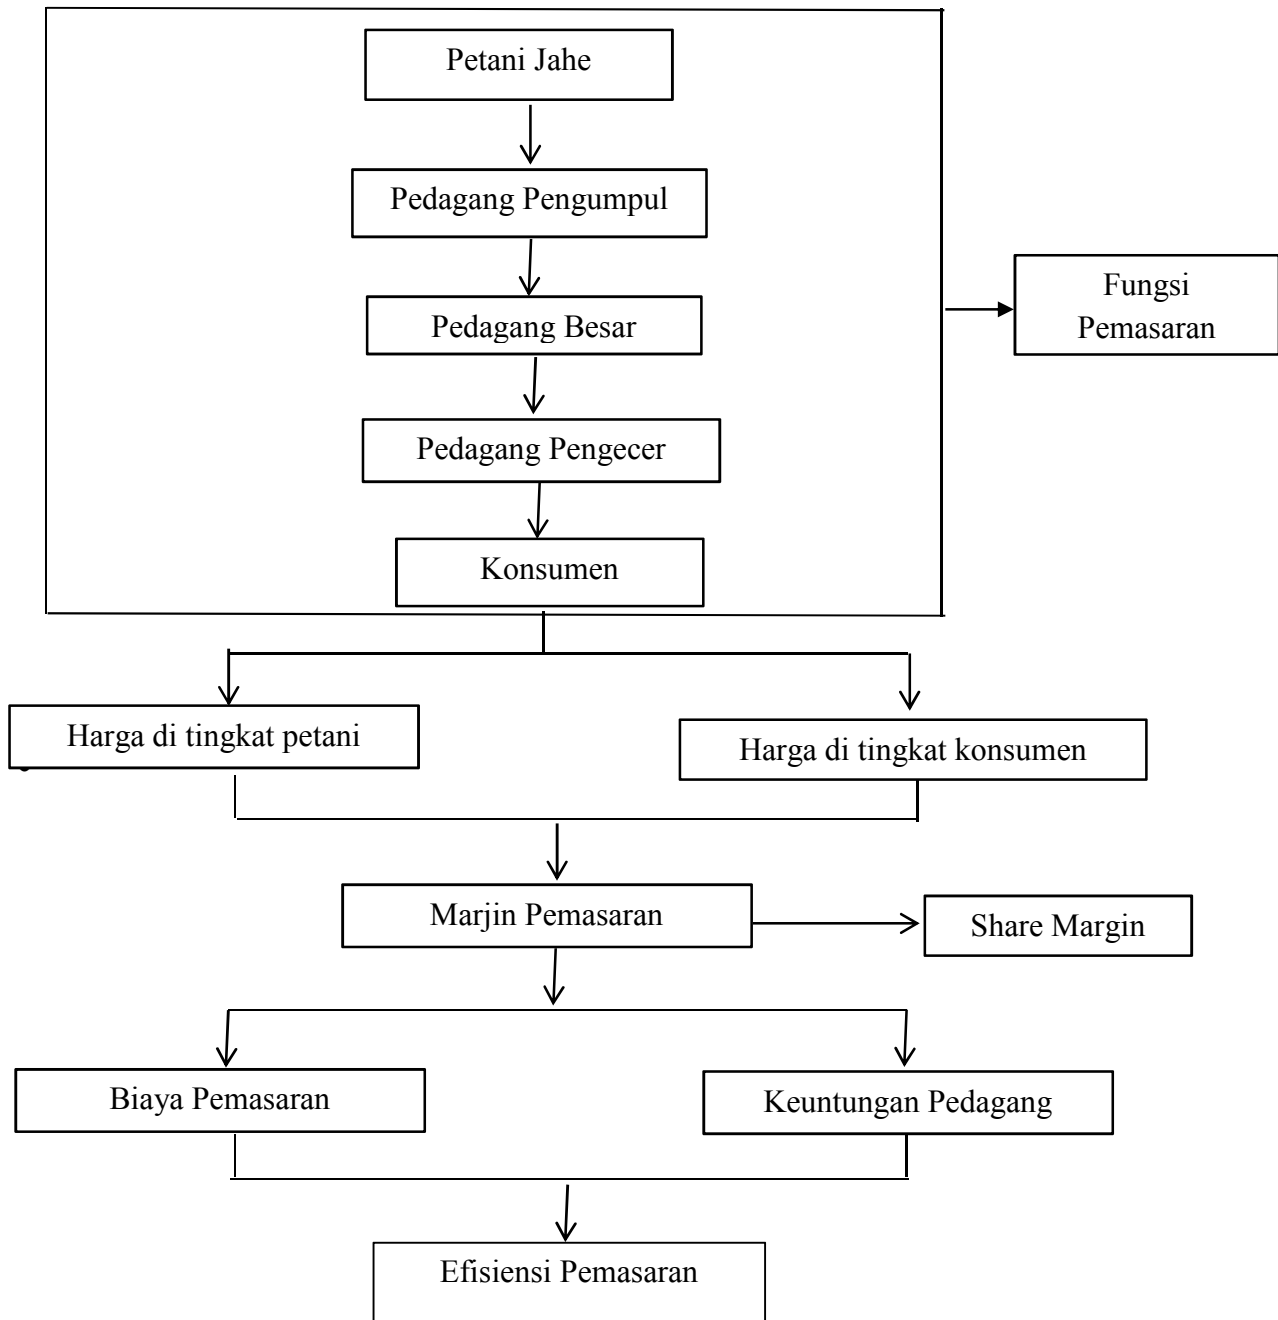 Petani Jahe
Pedagang Pengumpul
Pedagang Besar
Fungsi
Pemasaran
Pedagang Pengecer
Konsumen
Harga di tingkat petani
Harga di tingkat konsumen
Marjin Pemasaran
Share Margin
Biaya Pemasaran
Keuntungan Pedagang
Efisiensi Pemasaran